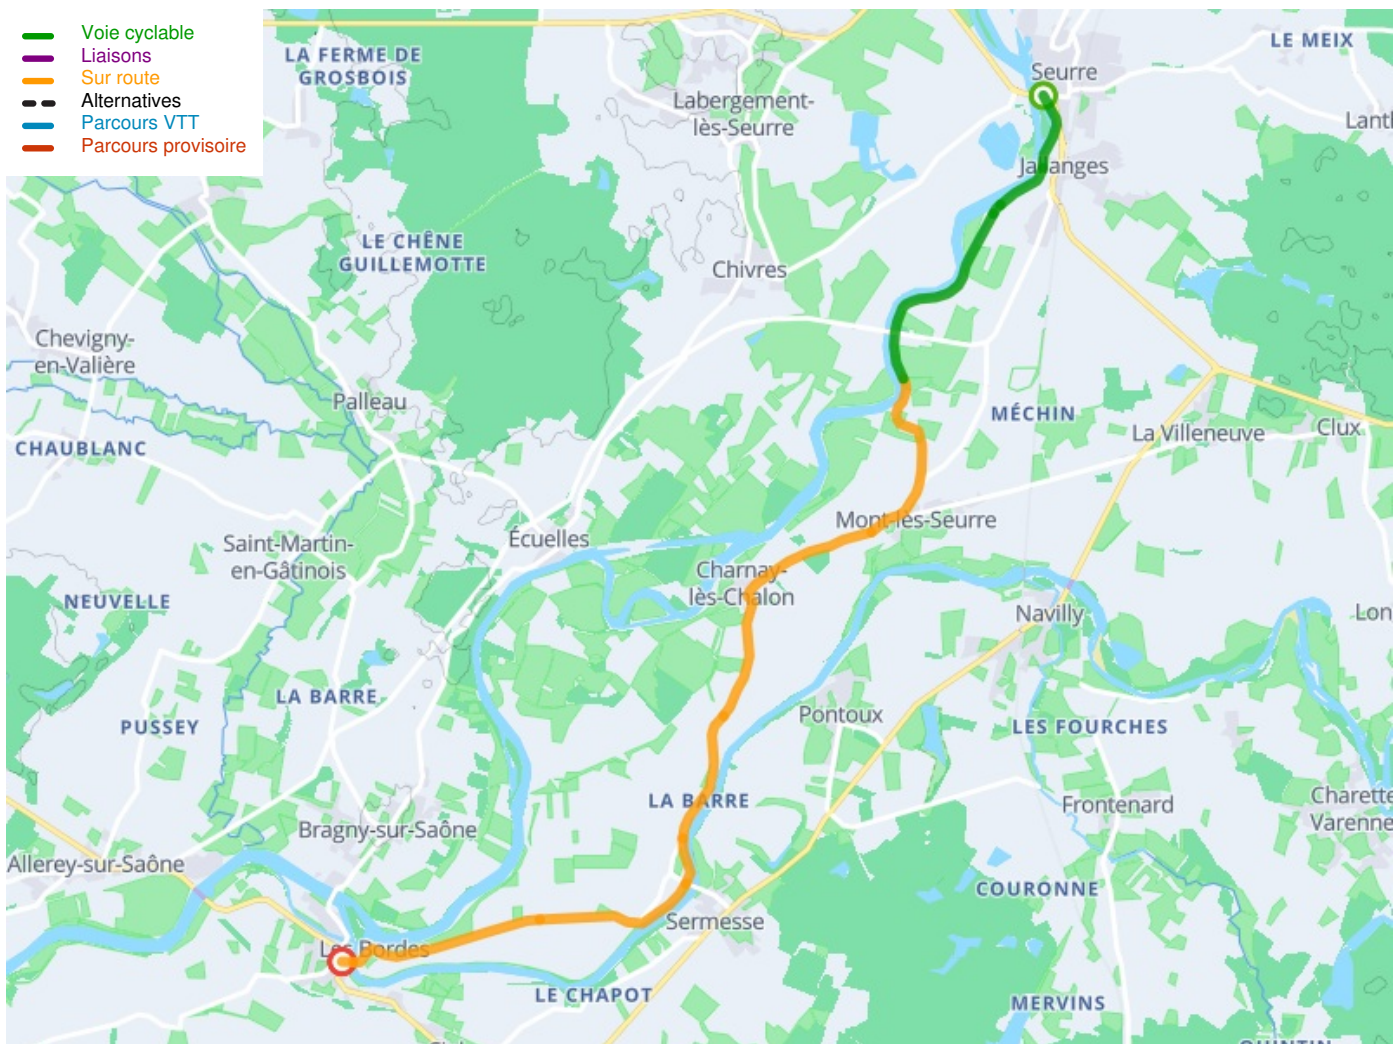 Voie cyclable
Liaisons
Sur route
Alternatives
Parcours VTT
Parcours provisoire
LA FERME DE
GROSBOIS
LE MEIX
Seurre
Labergement-
lès-Seurre
Jallanges
LE CHÊNE
GUILLEMOTTE
Chivres
Chevigny-
en-Valière
Palleau
MÉCHIN
La Villeneuve
Clux
CHAUBLANC
Mont-lès-Seurre
Écuelles
Saint-Martin-
en-Gâtinois
Charnay-
lès-Chalon
NEUVELLE
Navilly
Lon
LA BARRE
PUSSEY
Pontoux
LES FOURCHES
LA BARRE
Frontenard
Charette
Varenne
Bragny-sur-Saône
Allerey-sur-Saône
COURONNE
Sermesse
Les Bordes
LE CHAPOT
MERVINS